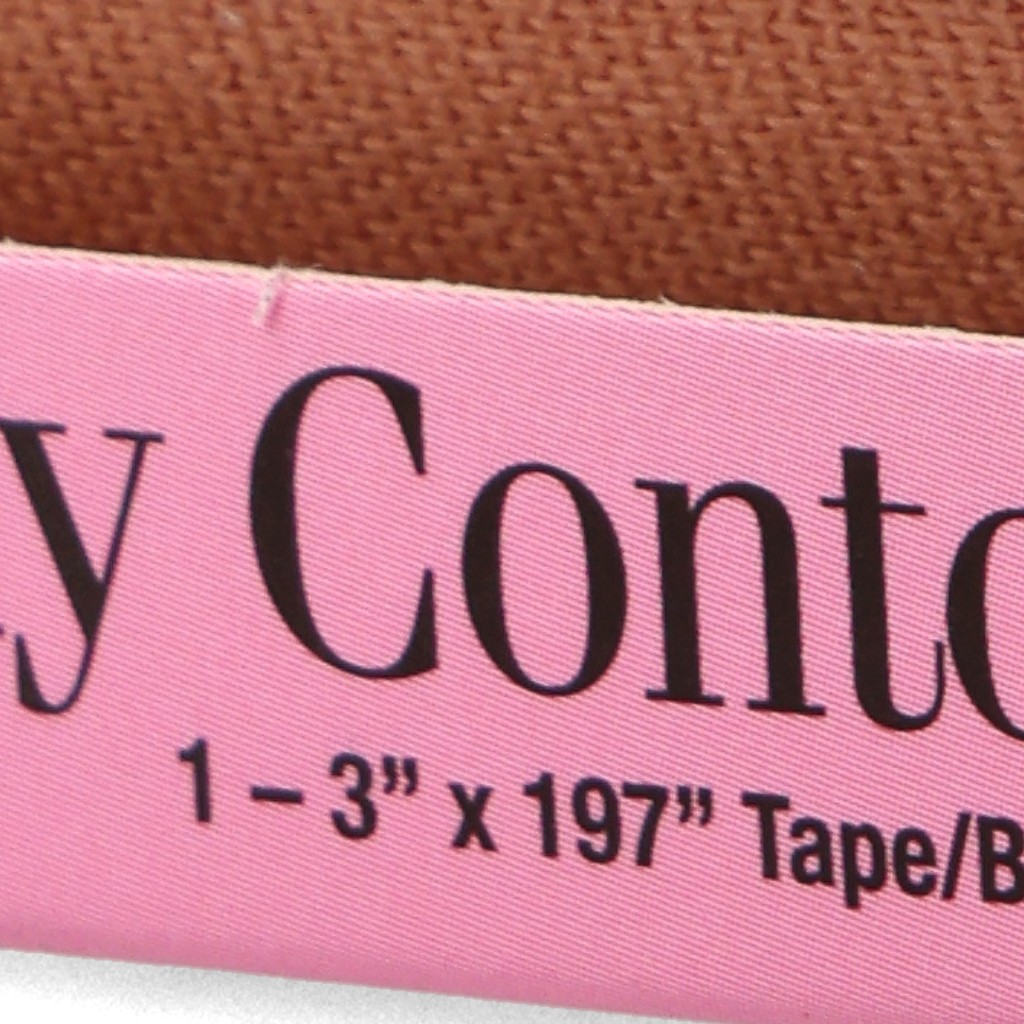 y Conto
1 – 3” x 197” Tape/B